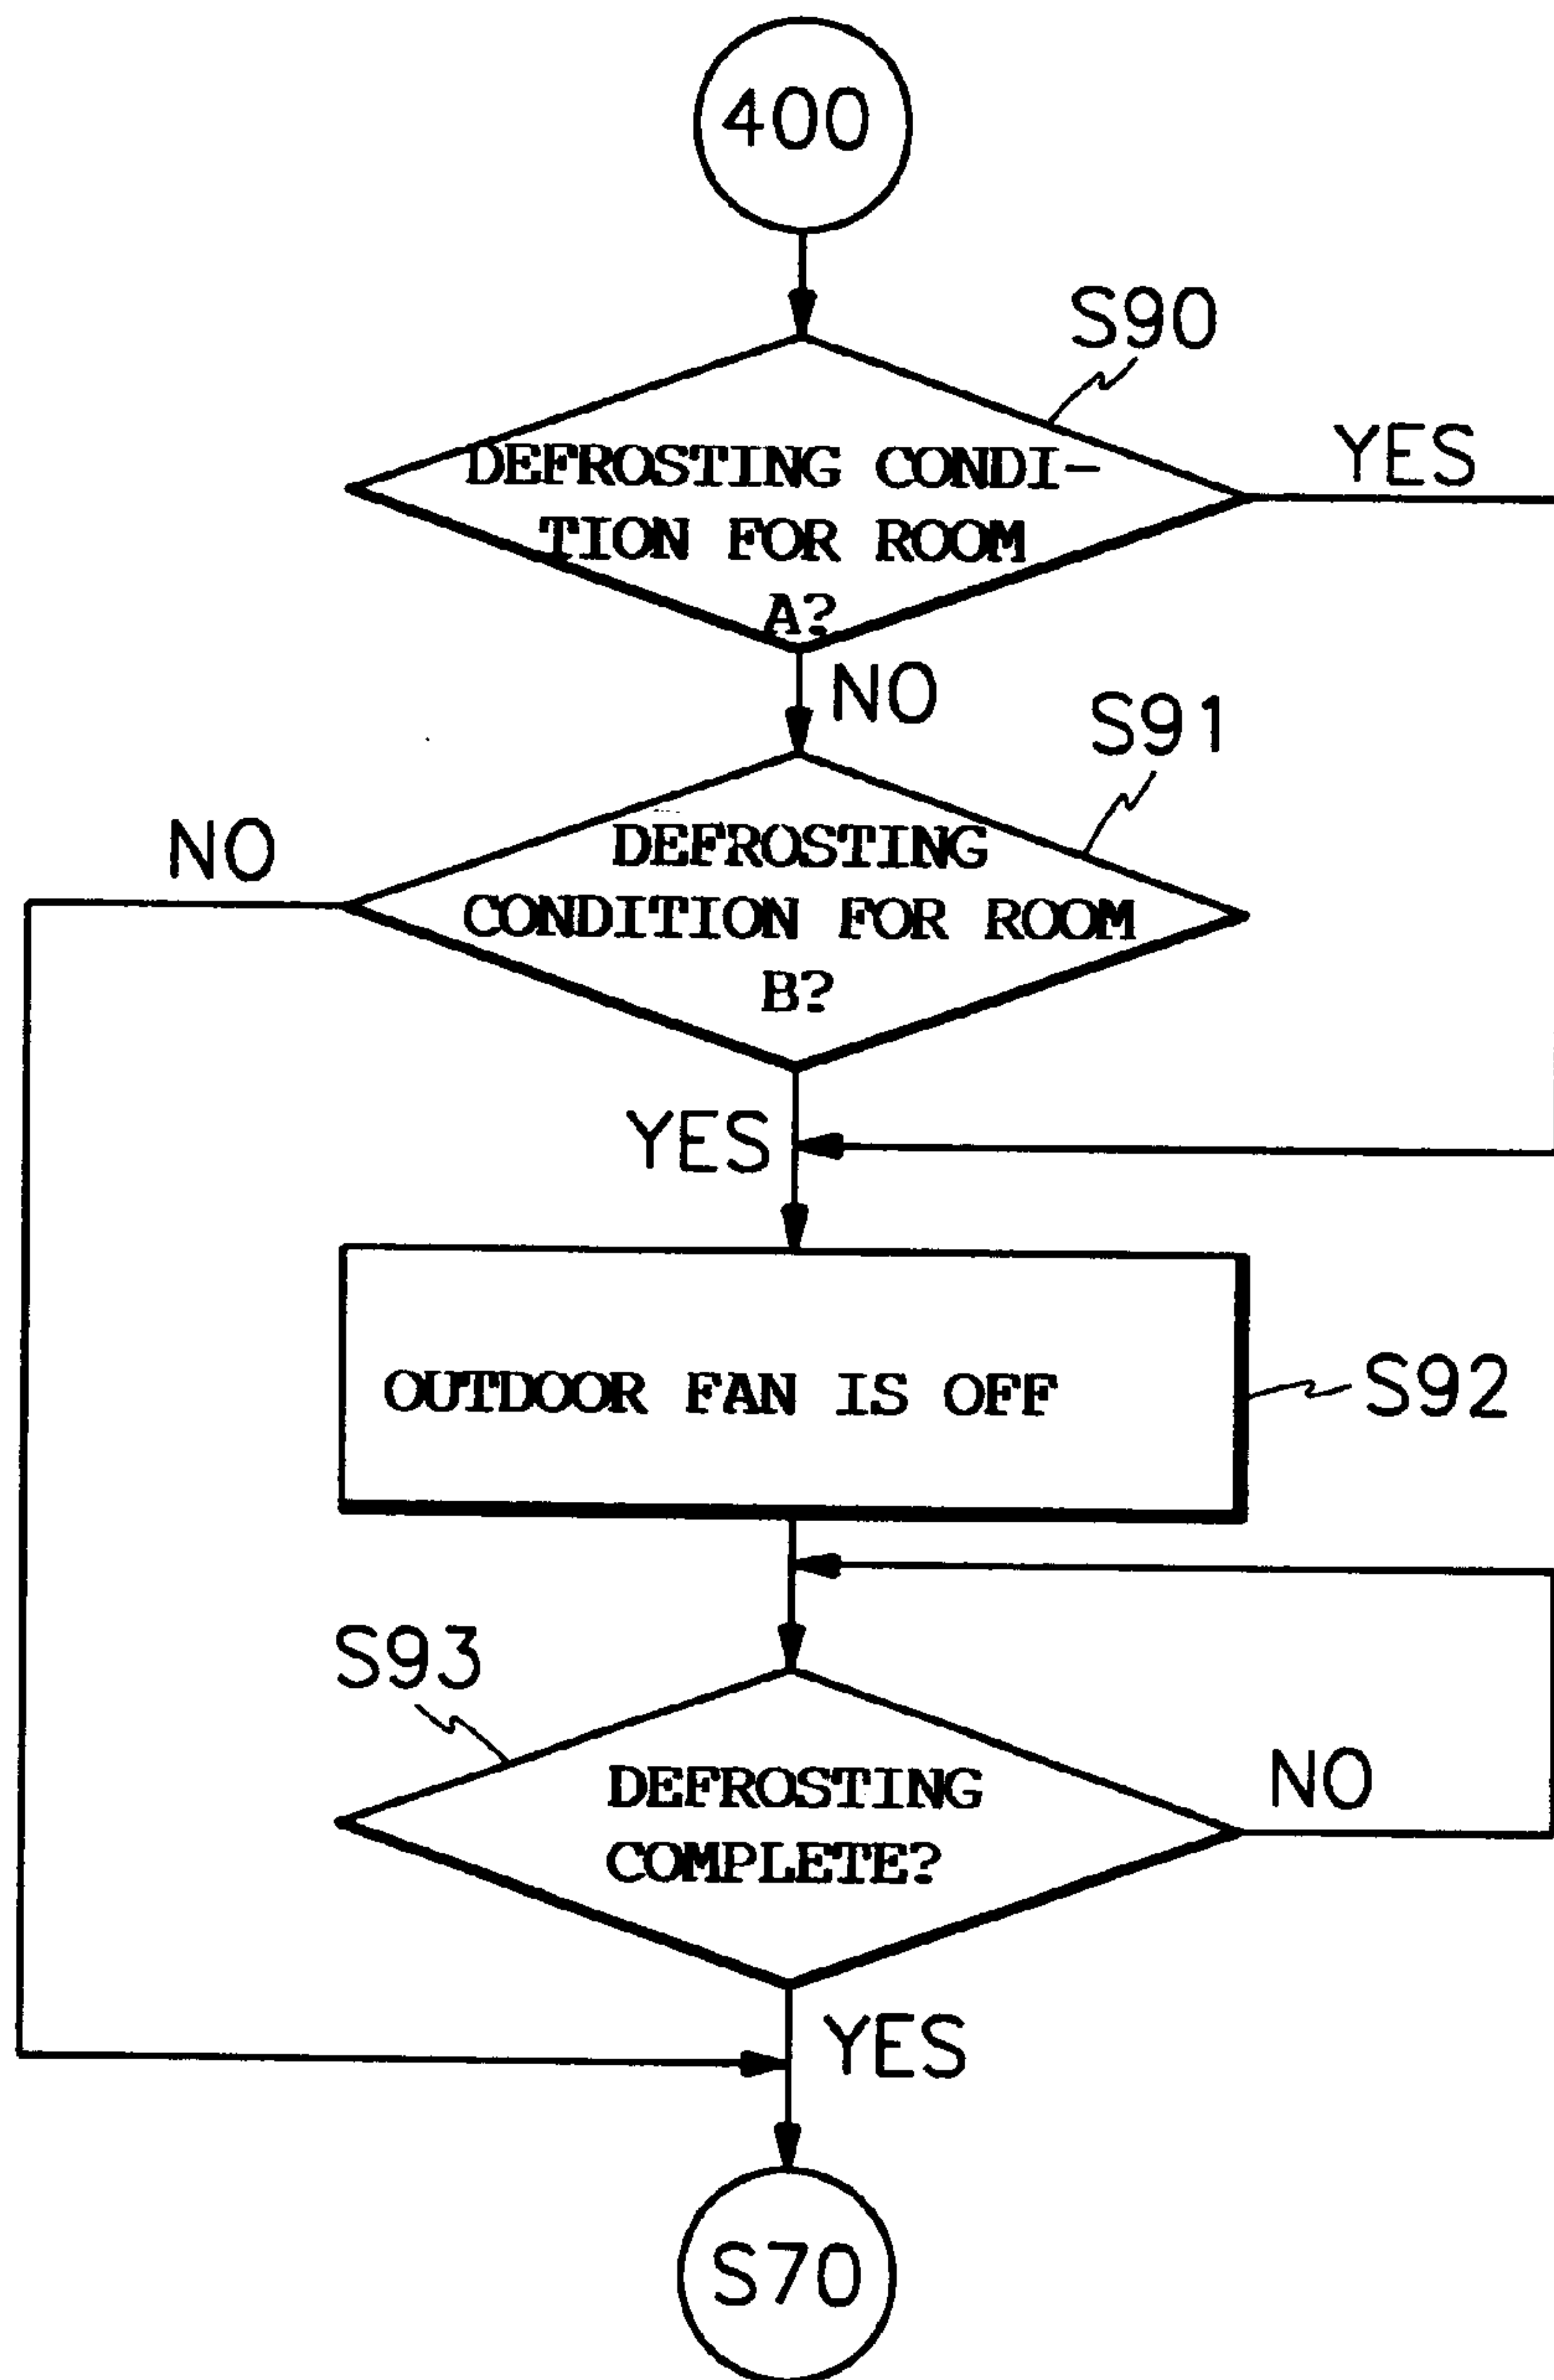 400
S90
YES
DEFROSTING CONDI-
TION FOR ROOM
A?
NO
S91
NO
DEFROSTING
CONDITION FOR ROOM
B?
YES
OUTDOOR FAN IS OFF
S92
S93
DEFROSTING
COMPLETE?
NO
YES
S70